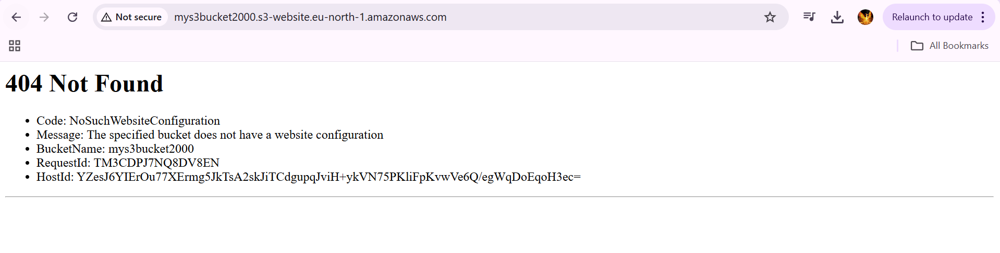 Not secure
mys3bucket2000.s3-website.eu-north-1.amazonaws.com
Relaunch to update
All Bookmarks
404 Not Found
Code: NoSuchWebsiteConfiguration
Message: The specified bucket does not have a website configuration
BucketName: mys3bucket2000
RequestId: TM3CDPJ7NQ8DV8EN
HostId: YZesJ6YIErOu77XErmg5JkTsA2skJiTCdgupqJviH+ykVN75PKliFpKvwVe6Q/egWqDoEqoH3ec=